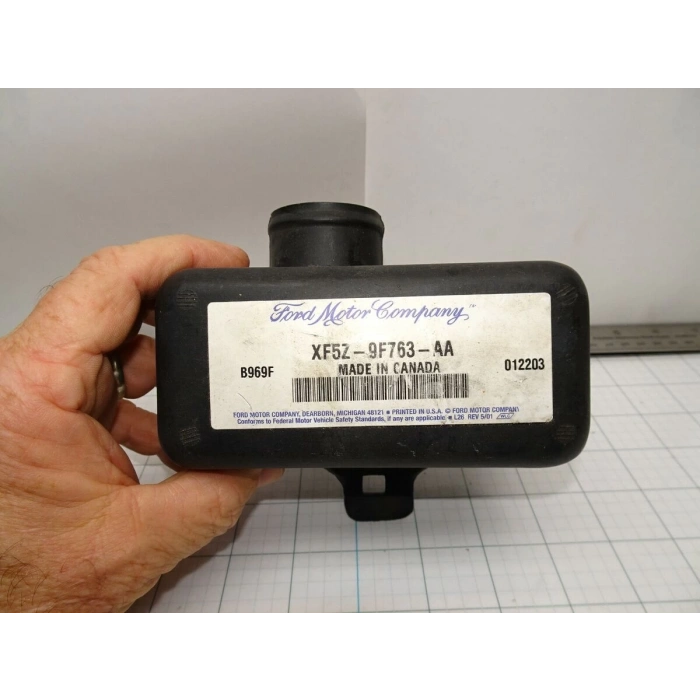 Ford Motor Company™
XF5Z-9F763-AA
B969F MADE IN CANADA 012203
FORD MOTOR COMPANY, DEARBORN, MICHIGAN 48121 • PRINTED IN U.S.A. © FORD MOTOR COMPANY
Conforms to Federal Motor Vehicle Safety Standards, if any are applicable • L26 REV 5/01